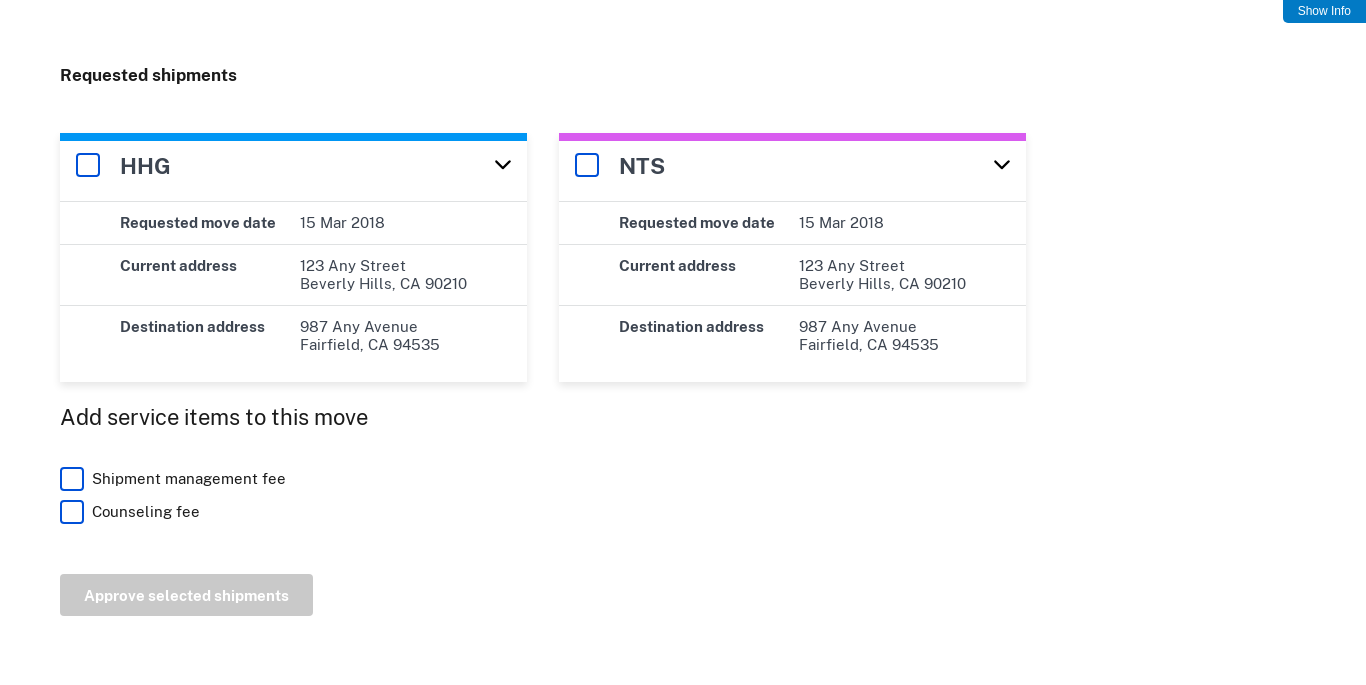 Show Info
Requested shipments
HHG
Requested move date 15 Mar 2018
Current address 123 Any Street
Beverly Hills, CA 90210
Destination address 987 Any Avenue
Fairfield, CA 94535
NTS
Requested move date 15 Mar 2018
Current address 123 Any Street
Beverly Hills, CA 90210
Destination address 987 Any Avenue
Fairfield, CA 94535
Add service items to this move
Shipment management fee
Counseling fee
Approve selected shipments